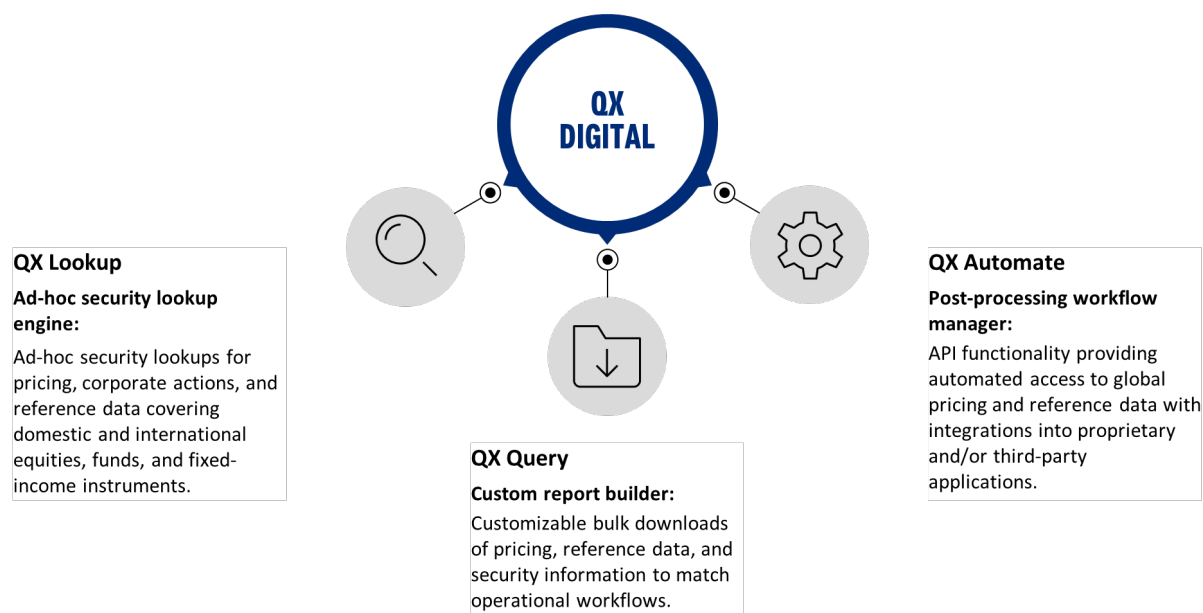 QX
DIGITAL
QX Lookup
Ad-hoc security lookup
engine:
Ad-hoc security lookups for
pricing, corporate actions, and
reference data covering
domestic and international
equities, funds, and fixed-
income instruments.
QX Query
Custom report builder:
Customizable bulk downloads
of pricing, reference data, and
security information to match
operational workflows.
QX Automate
Post-processing workflow
manager:
API functionality providing
automated access to global
pricing and reference data with
integrations into proprietary
and/or third-party
applications.